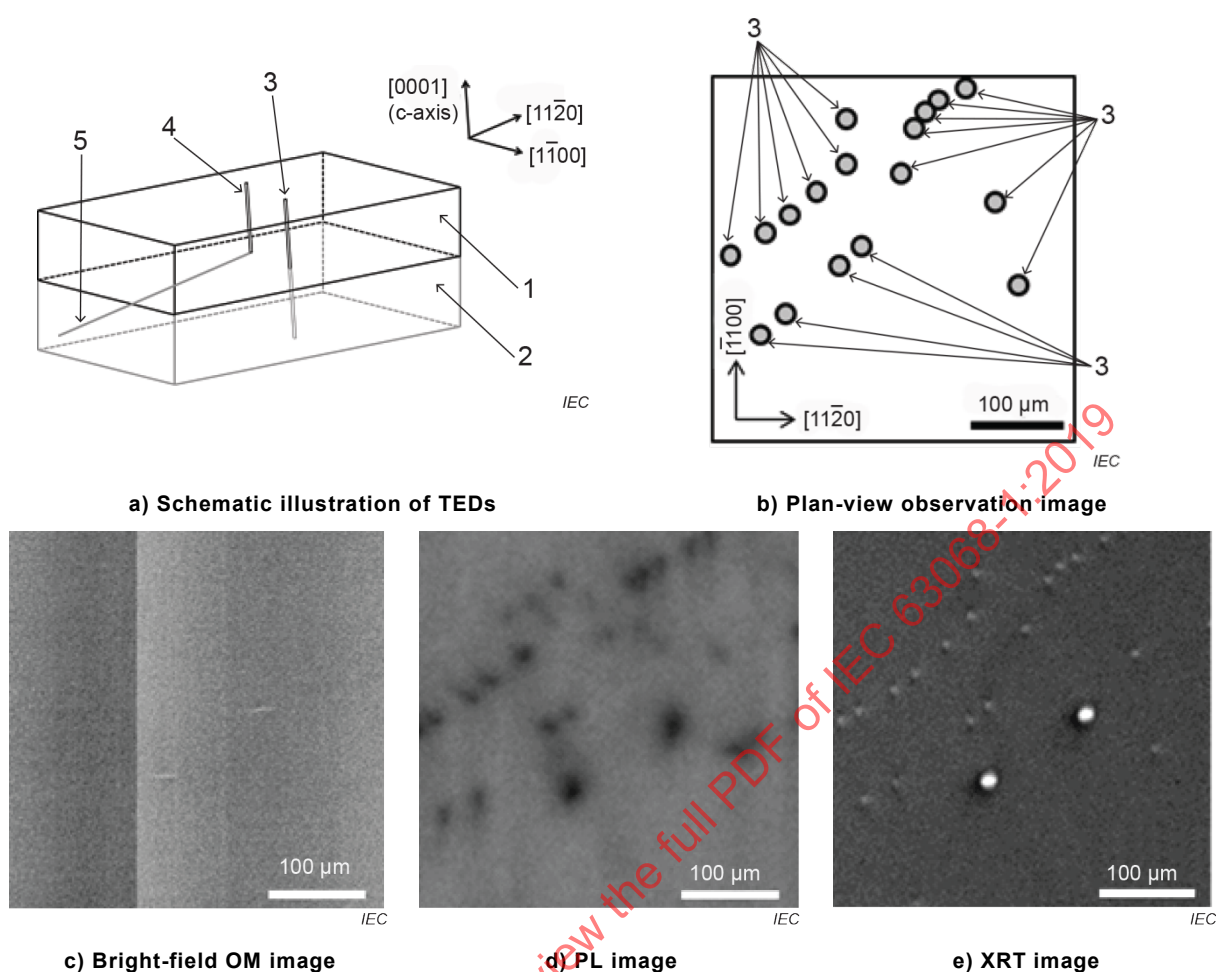 3
[0001]
(c-axis)
[112̅0]
[11̅00]
5
4
3
1
2
IEC
a) Schematic illustration of TEDs
3
3
3
[1̅100]
[112̅0]
100 µm
IEC
b) Plan-view observation image
100 µm
IEC
c) Bright-field OM image
100 µm
IEC
d) PL image
100 µm
IEC
e) XRT image
view the full PDF of IEC 63068-1:2019